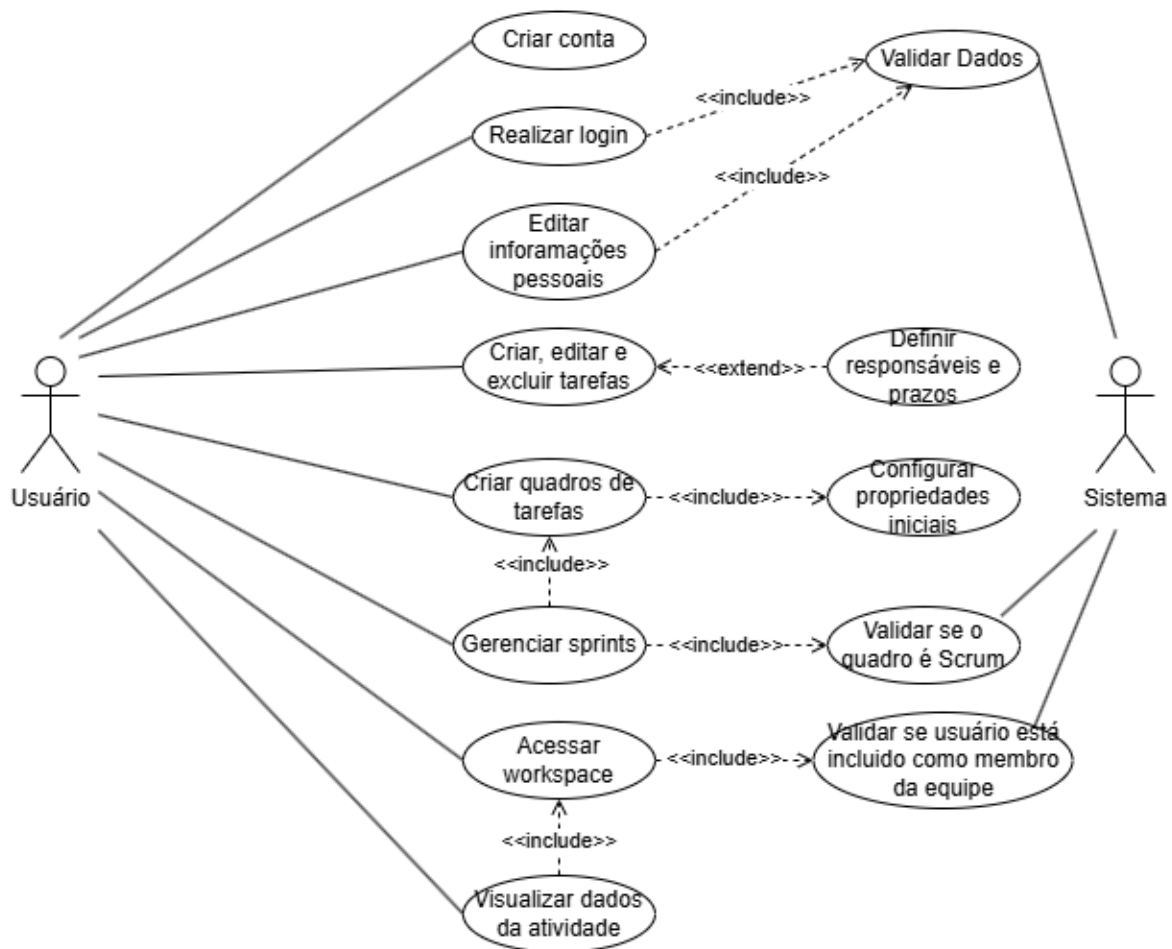 Criar conta
Validar Dados
<<include>>
Realizar login
<<include>>
Editar
inforamações
pessoais
Criar, editar e
excluir tarefas
<<extend>>
Definir
responsáveis e
prazos
Usuário
Sistema
Criar quadros de
tarefas
<<include>>
Configurar
propriedades
iniciais
<<include>>
Gerenciar sprints
<<include>>
Validar se o
quadro é Scrum
Acessar
workspace
<<include>>
Validar se usuário está
incluido como membro
da equipe
<<include>>
Visualizar dados
da atividade